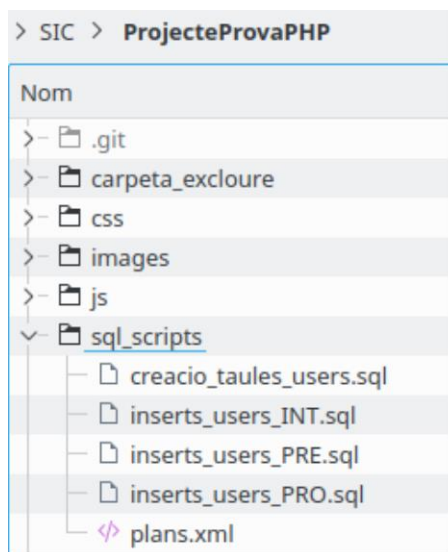 > SIC > ProjecteProvaPHP
Nom
.git
carpeta_excloure
css
images
js
sql_scripts
creacio_taules_users.sql
inserts_users_INT.sql
inserts_users_PRE.sql
inserts_users_PRO.sql
plans.xml